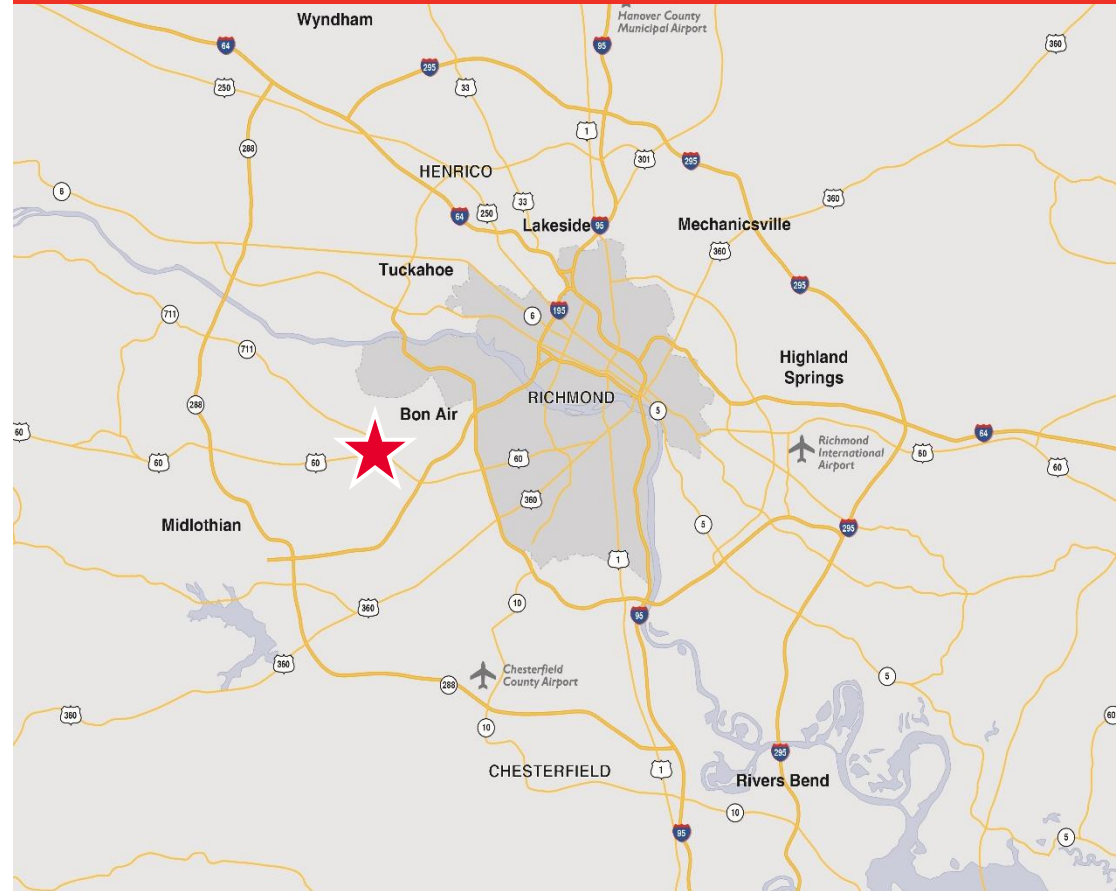 Wyndham
Hanover County
Municipal Airport
64
95
360
295
250
33
1
288
301
295
HENRICO
6
33
360
64
250
Lakeside
95
Mechanicsville
360
Tuckahoe
295
195
6
711
711
Highland
Springs
RICHMOND
288
Bon Air
5
60
64
60
60
60
Richmond
International
Airport
60
60
360
Midlothian
5
295
1
10
360
95
360
Chesterfield
County Airport
288
5
360
60
10
295
CHESTERFIELD
1
Rivers Bend
10
95
5